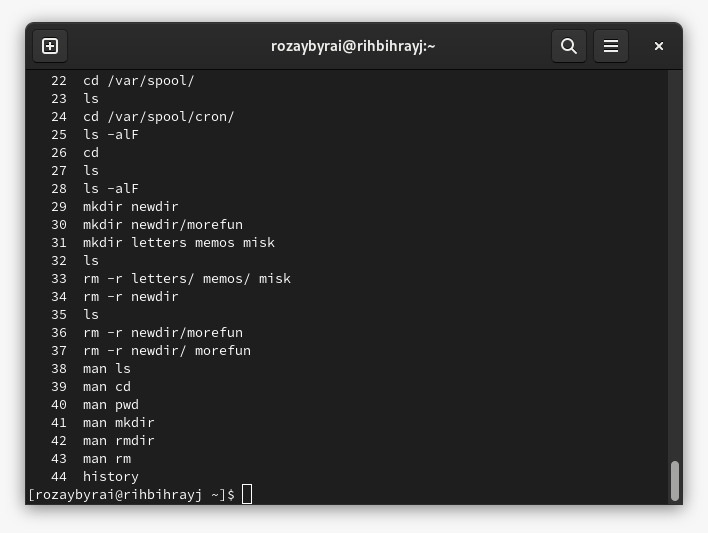 rozaybyrai@rihbihrayj:~
22 cd /var/spool/
23 ls
24 cd /var/spool/cron/
25 ls -alF
26 cd
27 ls
28 ls -alF
29 mkdir newdir
30 mkdir newdir/morefun
31 mkdir letters memos misk
32 ls
33 rm -r letters/ memos/ misk
34 rm -r newdir
35 ls
36 rm -r newdir/morefun
37 rm -r newdir/ morefun
38 man ls
39 man cd
40 man pwd
41 man mkdir
42 man rmdir
43 man rm
44 history
[rozaybyrai@rihbihrayj ~]$